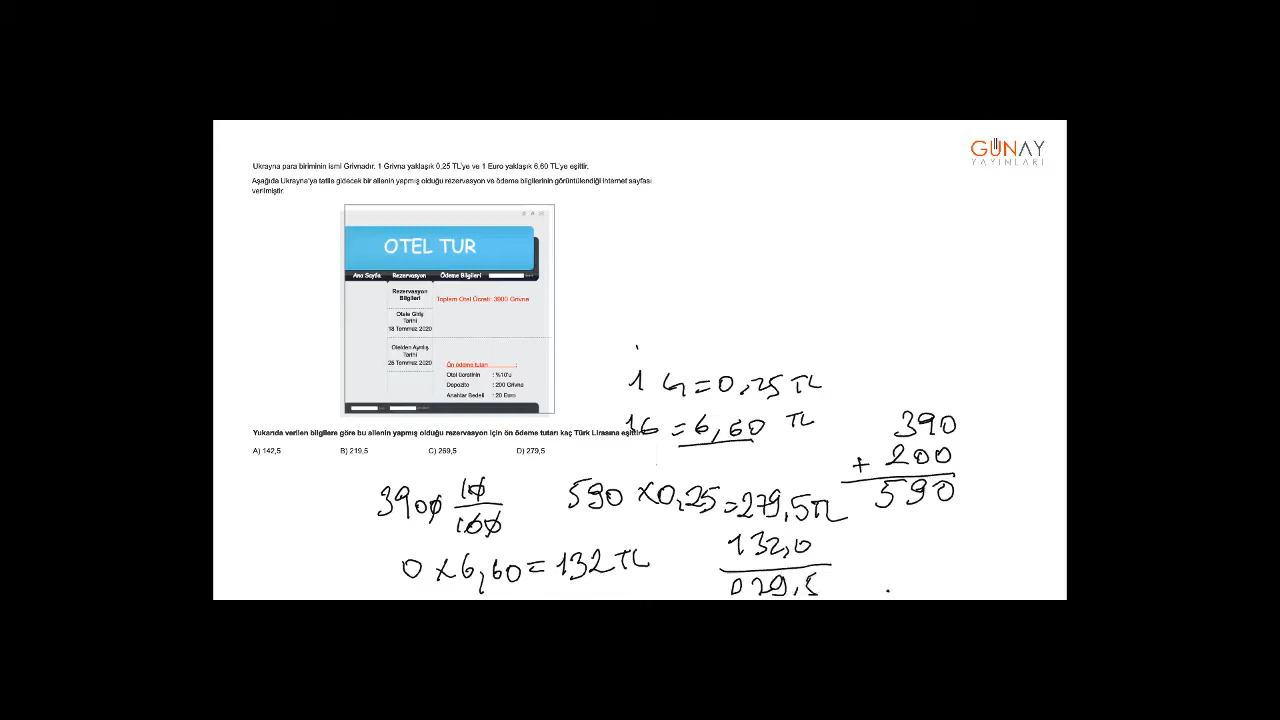 GÜNAY
YAYINLARI
Ukrayna para biriminin ismi Grivnadır. 1 Grivna yaklaşık 0,25 TL'ye ve 1 Euro yaklaşık 6,60 TL'ye eşittir.
Aşağıda Ukrayna'ya tatile gidecek bir ailenin yapmış olduğu rezervasyon ve ödeme bilgilerinin görüntülendiği internet sayfası
verilmiştir.
OTEL TUR
Ana Sayfa Rezervasyon Ödeme Bilgileri
Rezervasyon
Bilgileri
Toplam Otel Ücreti: 3900 Grivna
Otele Giriş
Tarihi
18 Temmuz 2020
Otelden Ayrılış
Tarihi
25 Temmuz 2020
Ön ödeme tutarı :
Otel ücretinin : %10'u
Depozito : 200 Grivna
Anahtar Bedeli : 20 Euro
Yukarıda verilen bilgilere göre bu ailenin yapmış olduğu rezervasyon için ön ödeme tutarı kaç Türk Lirasına eşittir
A) 142,5 B) 219,5 C) 269,5 D) 279,5
1 G = 0,25 TL
1€ = 6,60 TL
390
+ 200
590
3900 10
100
590 x 0,25 = 279,5 TL
132,0
029,5
0 x 6,60 = 132 TL